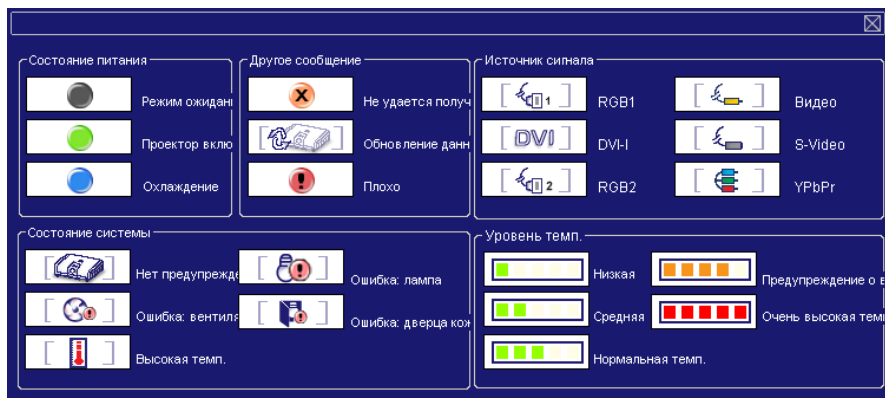 Состояние питания
Режим ожидани
Проектор вклю
Охлаждение
Другое сообщение
Не удается получ
Обновление данн
Плохо
Источник сигнала
1 RGB1
DVI DVI-I
2 RGB2
Видео
S-Video
YPbPr
Состояние системы
Нет предупрежде
Ошибка: вентиля
Высокая темп.
Ошибка: лампа
Ошибка: дверца кож
Уровень темп.
Низкая
Средняя
Нормальная темп.
Предупреждение о в
Очень высокая темп